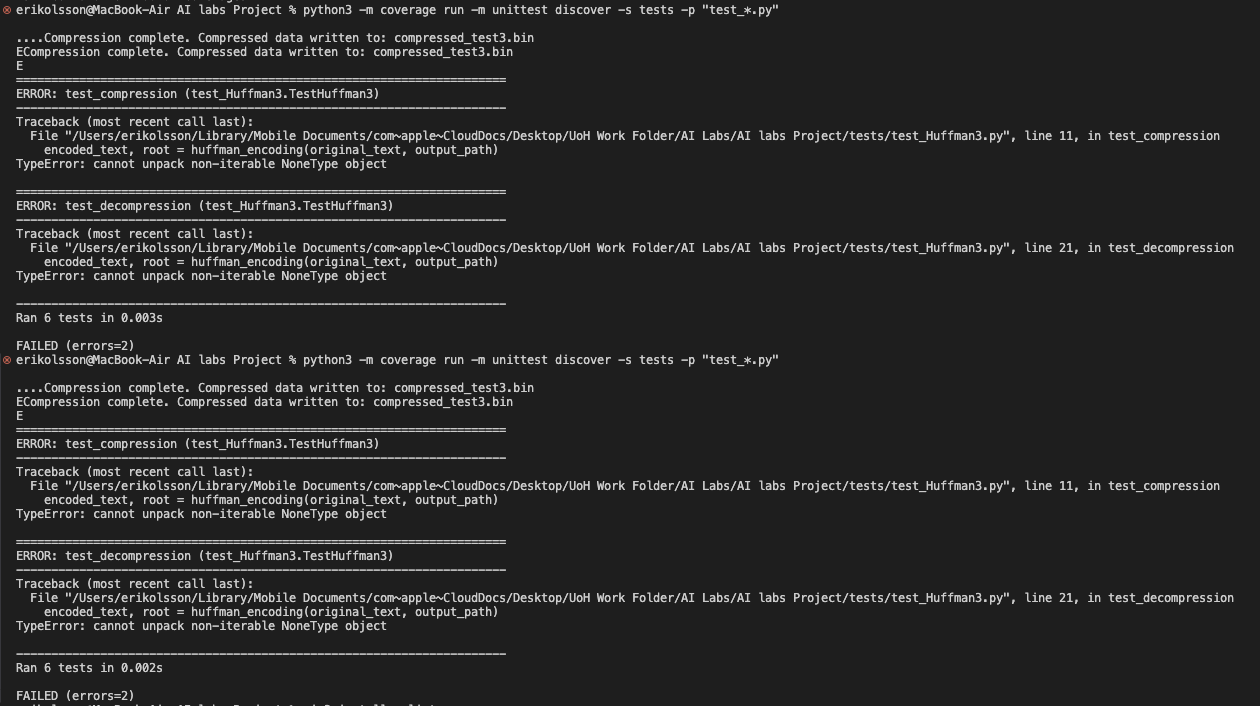 erikolsson@MacBook-Air AI labs Project % python3 -m coverage run -m unittest discover -s tests -p "test_*.py"
....Compression complete. Compressed data written to: compressed_test3.bin
ECompression complete. Compressed data written to: compressed_test3.bin
E
======================================================================
ERROR: test_compression (test_Huffman3.TestHuffman3)
----------------------------------------------------------------------
Traceback (most recent call last):
  File "/Users/erikolsson/Library/Mobile Documents/com~apple~CloudDocs/Desktop/UoH Work Folder/AI Labs/AI labs Project/tests/test_Huffman3.py", line 11, in test_compression
    encoded_text, root = huffman_encoding(original_text, output_path)
TypeError: cannot unpack non-iterable NoneType object
======================================================================
ERROR: test_decompression (test_Huffman3.TestHuffman3)
----------------------------------------------------------------------
Traceback (most recent call last):
  File "/Users/erikolsson/Library/Mobile Documents/com~apple~CloudDocs/Desktop/UoH Work Folder/AI Labs/AI labs Project/tests/test_Huffman3.py", line 21, in test_decompression
    encoded_text, root = huffman_encoding(original_text, output_path)
TypeError: cannot unpack non-iterable NoneType object
----------------------------------------------------------------------
Ran 6 tests in 0.003s
FAILED (errors=2)
erikolsson@MacBook-Air AI labs Project % python3 -m coverage run -m unittest discover -s tests -p "test_*.py"
....Compression complete. Compressed data written to: compressed_test3.bin
ECompression complete. Compressed data written to: compressed_test3.bin
E
======================================================================
ERROR: test_compression (test_Huffman3.TestHuffman3)
----------------------------------------------------------------------
Traceback (most recent call last):
  File "/Users/erikolsson/Library/Mobile Documents/com~apple~CloudDocs/Desktop/UoH Work Folder/AI Labs/AI labs Project/tests/test_Huffman3.py", line 11, in test_compression
    encoded_text, root = huffman_encoding(original_text, output_path)
TypeError: cannot unpack non-iterable NoneType object
======================================================================
ERROR: test_decompression (test_Huffman3.TestHuffman3)
----------------------------------------------------------------------
Traceback (most recent call last):
  File "/Users/erikolsson/Library/Mobile Documents/com~apple~CloudDocs/Desktop/UoH Work Folder/AI Labs/AI labs Project/tests/test_Huffman3.py", line 21, in test_decompression
    encoded_text, root = huffman_encoding(original_text, output_path)
TypeError: cannot unpack non-iterable NoneType object
----------------------------------------------------------------------
Ran 6 tests in 0.002s
FAILED (errors=2)